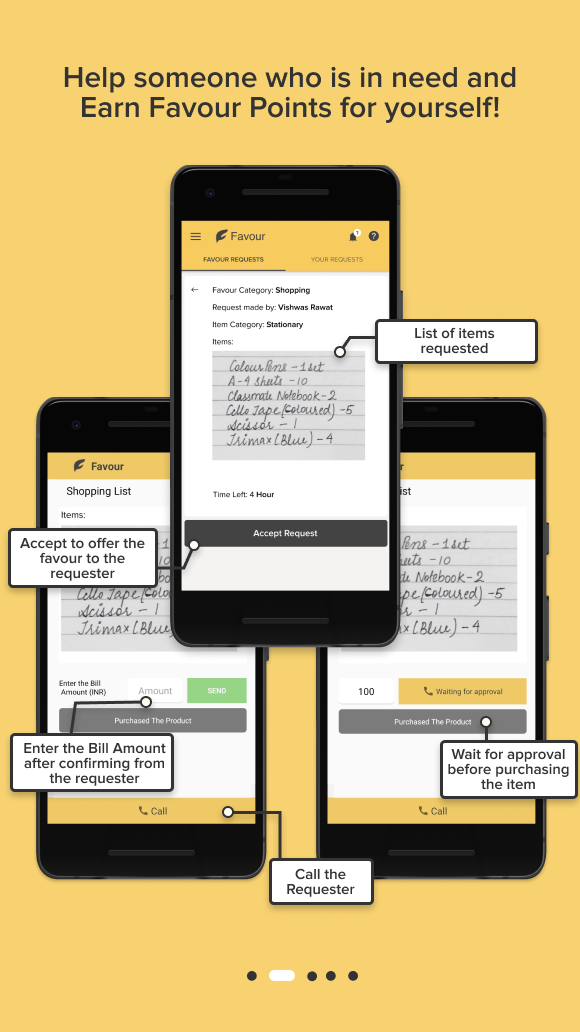 Help someone who is in need and
Earn Favour Points for yourself!
Favour
1
?
FAVOUR REQUESTS
YOUR REQUESTS
Favour Category: Shopping
Request made by: Vishwas Rawat
Item Category: Stationary
Items:
Colour Pens - 1 set
A-4 sheets - 10
Classmate Notebook - 2
Cello Tape (Coloured) - 5
Scissor - 1
Trimax (Blue) - 4
Time Left: 4 Hour
Accept Request
List of items
requested
Accept to offer the
favour to the
requester
Favour
Shopping List
Items:
Cello Tape (Colo
Scissor - 1
Trimax (Blue
Enter the Bill
Amount (INR)
Amount
SEND
Purchased The Product
Enter the Bill Amount
after confirming from
the requester
Call
Call the
Requester
r
ist
Pens - 1 set
eets - 10
te Notebook - 2
pe (Coloured) - 5
r - 1
x (Blue) - 4
100
Waiting for approval
Purchased The Product
Wait for approval
before purchasing
the item
Call